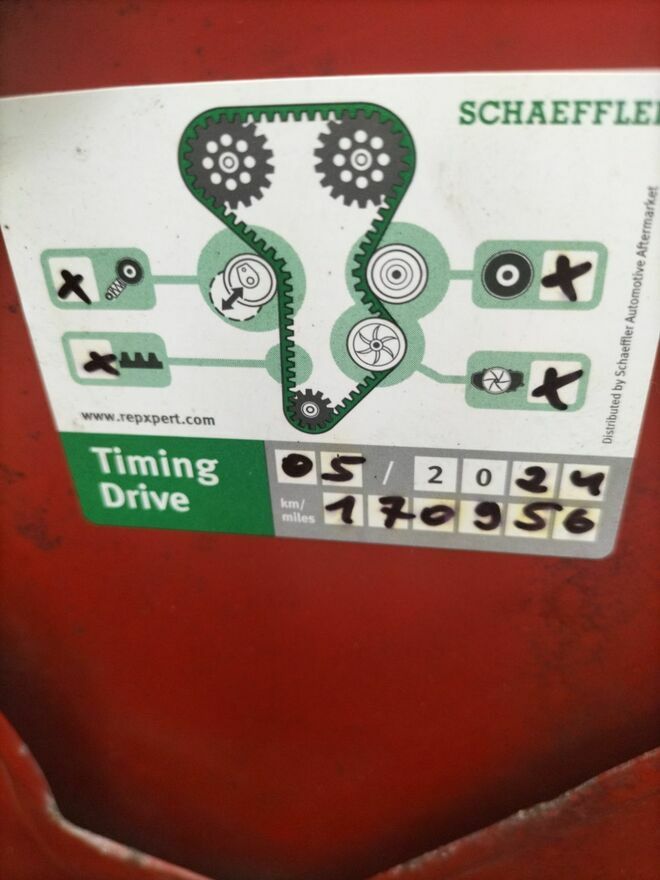 SCHAEFFLER
X
X
X
X
Distributed by Schaeffler Automotive Aftermarket
www.repxpert.com
Timing
Drive
05 / 2024
km/
miles
170956